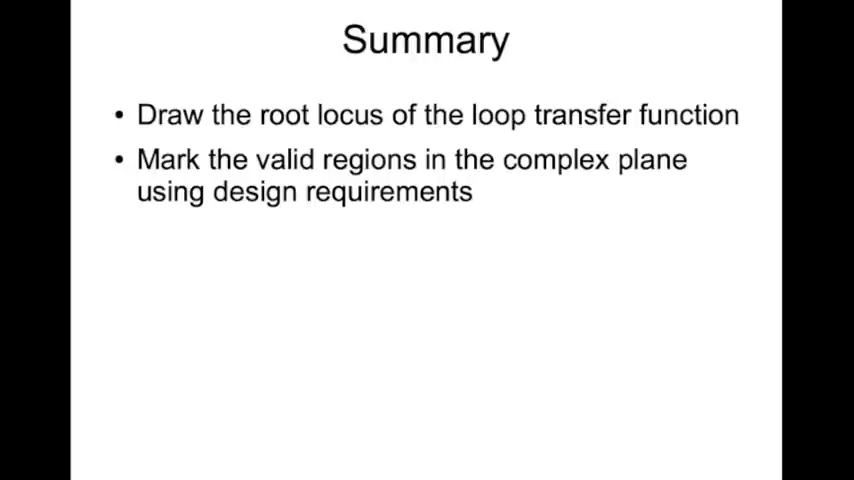 Summary
• Draw the root locus of the loop transfer function
• Mark the valid regions in the complex plane
using design requirements